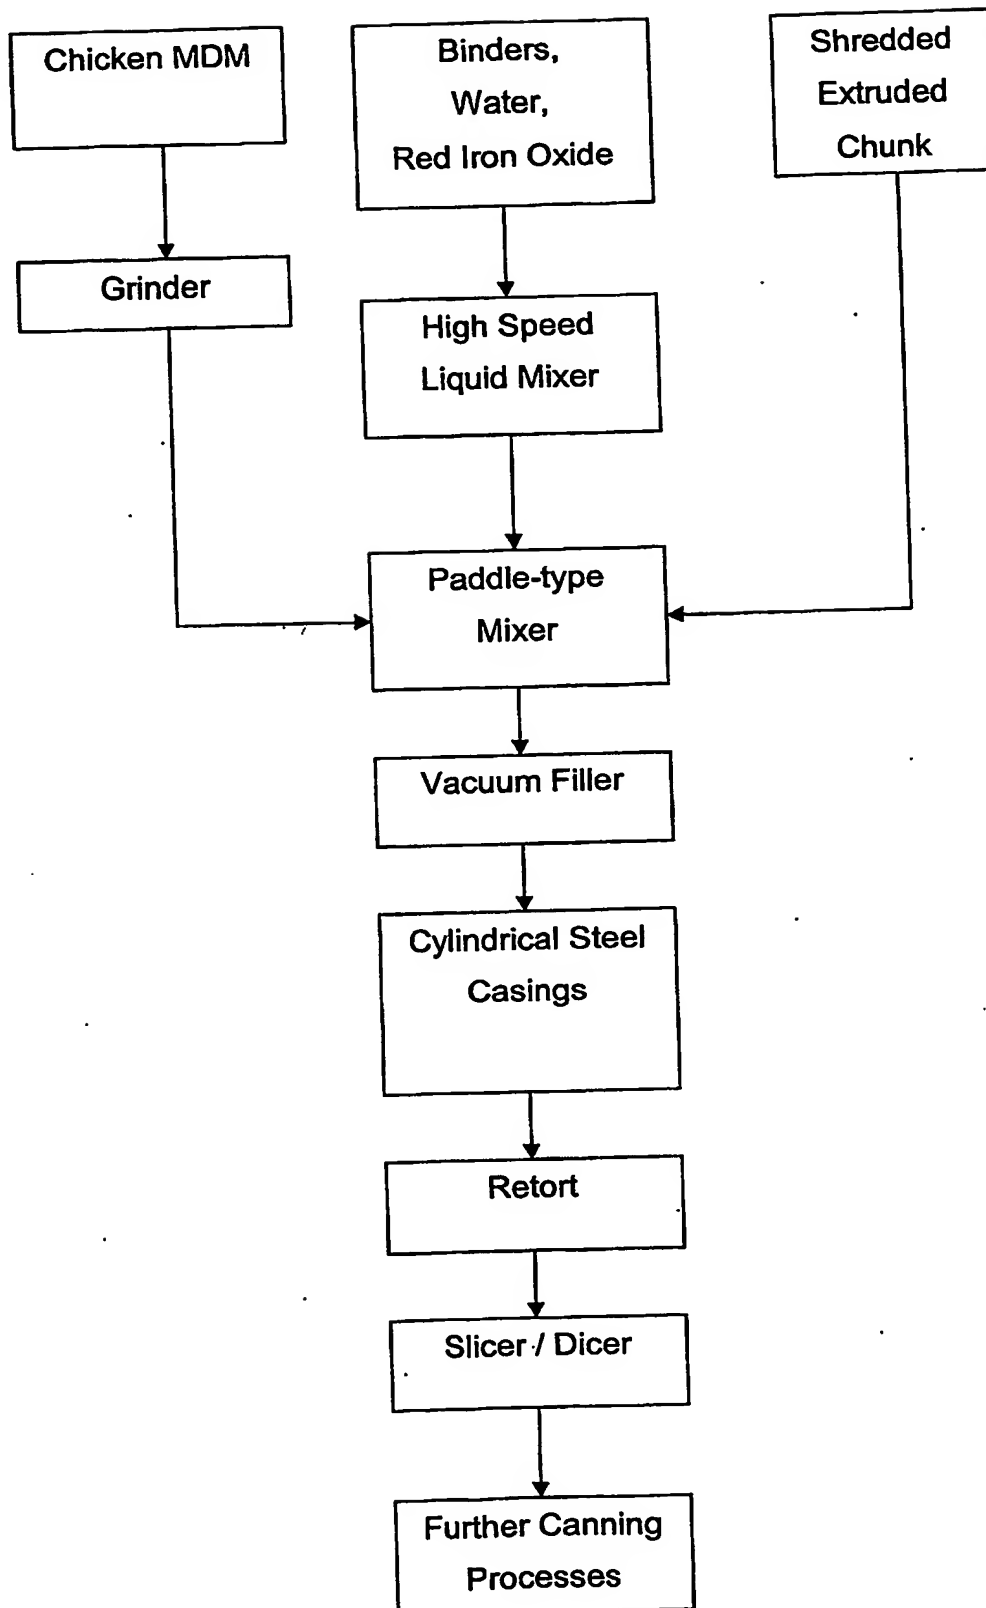 Chicken MDM
Binders,
Water,
Red Iron Oxide
Shredded
Extruded
Chunk
Grinder
High Speed
Liquid Mixer
Paddle-type
Mixer
Vacuum Filler
Cylindrical Steel
Casings
Retort
Slicer / Dicer
Further Canning
Processes